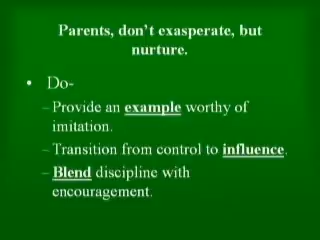 Parents, don't exasperate, but
nurture.
• Do-
– Provide an example worthy of
imitation.
– Transition from control to influence.
– Blend discipline with
encouragement.